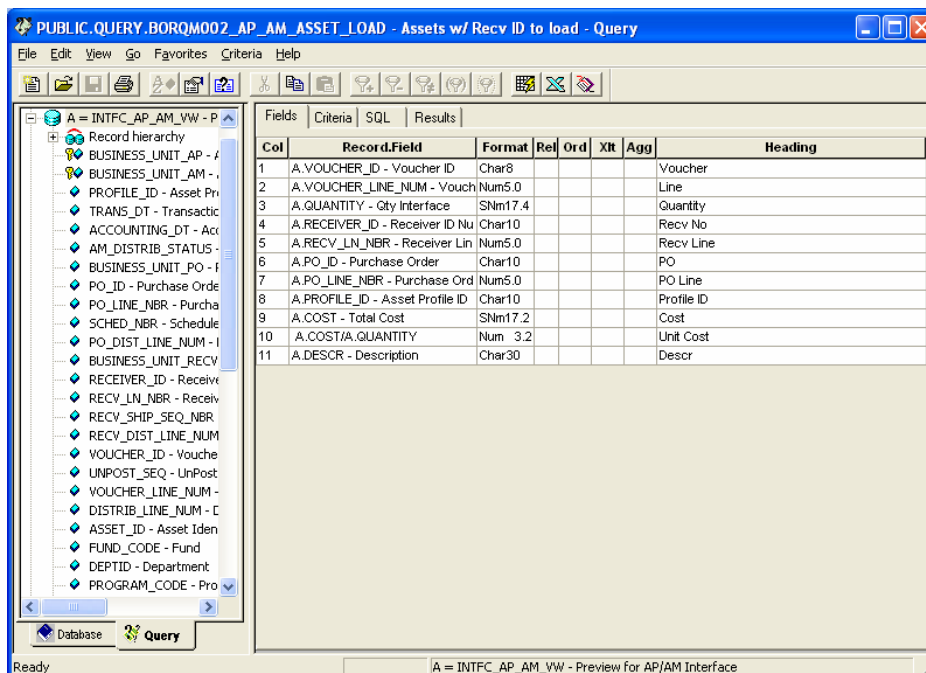 PUBLIC.QUERY.BORQM002_AP_AM_ASSET_LOAD - Assets w/ Recv ID to load - Query
File Edit View Go Favorites Criteria Help
A = INTFC_AP_AM_VW - P
Record hierarchy
BUSINESS_UNIT_AP - A
BUSINESS_UNIT_AM -
PROFILE_ID - Asset Pr
TRANS_DT - Transactic
ACCOUNTING_DT - Acc
AM_DISTRIB_STATUS -
BUSINESS_UNIT_PO - F
PO_ID - Purchase Orde
PO_LINE_NBR - Purcha
SCHED_NBR - Schedule
PO_DIST_LINE_NUM - I
BUSINESS_UNIT_RECV
RECEIVER_ID - Receive
RECV_LN_NBR - Receiv
RECV_SHIP_SEQ_NBR
RECV_DIST_LINE_NUM
VOUCHER_ID - Vouche
UNPOST_SEQ - UnPost
VOUCHER_LINE_NUM -
DISTRIB_LINE_NUM - D
ASSET_ID - Asset Iden
FUND_CODE - Fund
DEPTID - Department
PROGRAM_CODE - Pro
Database Query
Fields Criteria SQL Results
Col Record.Field Format Rel Ord Xlt Agg Heading
1 A.VOUCHER_ID - Voucher ID Char8 Voucher
2 A.VOUCHER_LINE_NUM - Vouch Num5.0 Line
3 A.QUANTITY - Qty Interface SNm17.4 Quantity
4 A.RECEIVER_ID - Receiver ID Nu Char10 Recv No
5 A.RECV_LN_NBR - Receiver Lin Num5.0 Recv Line
6 A.PO_ID - Purchase Order Char10 PO
7 A.PO_LINE_NBR - Purchase Ord Num5.0 PO Line
8 A.PROFILE_ID - Asset Profile ID Char10 Profile ID
9 A.COST - Total Cost SNm17.2 Cost
10 A.COST/A.QUANTITY Num 3.2 Unit Cost
11 A.DESCR - Description Char30 Descr
Ready
A = INTFC_AP_AM_VW - Preview for AP/AM Interface